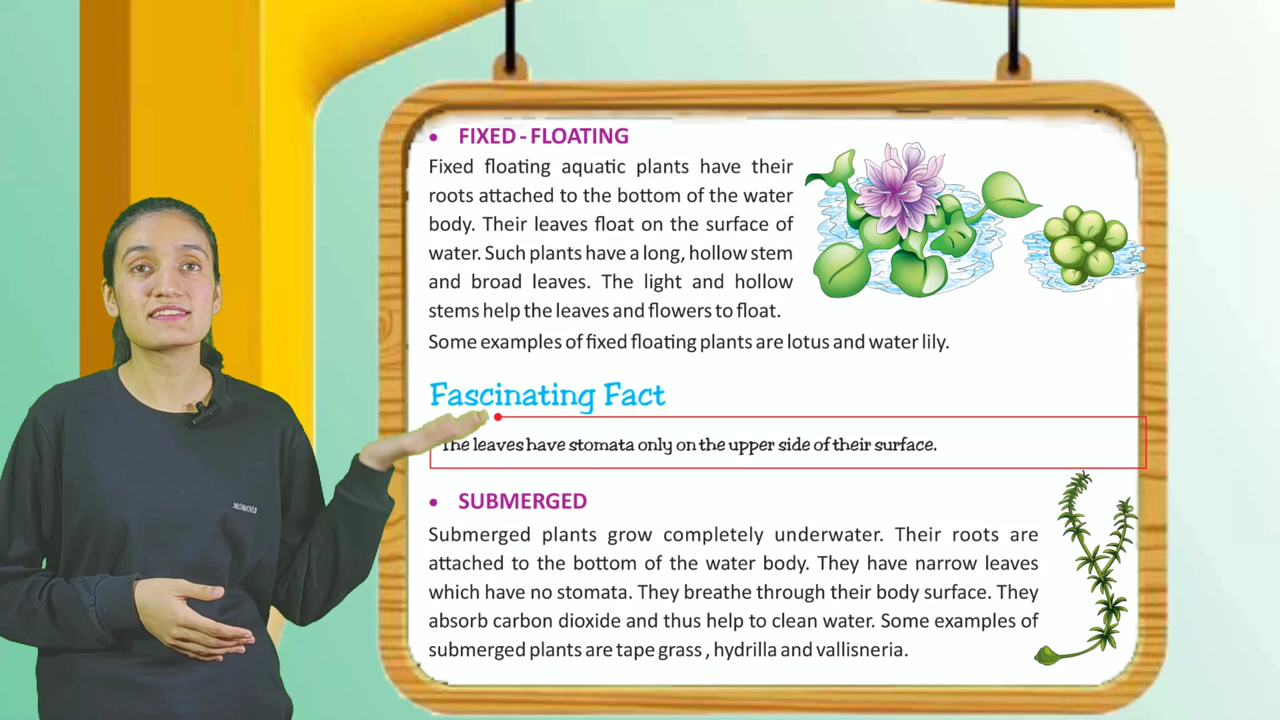 • FIXED - FLOATING
Fixed floating aquatic plants have their
roots attached to the bottom of the water
body. Their leaves float on the surface of
water. Such plants have a long, hollow stem
and broad leaves. The light and hollow
stems help the leaves and flowers to float.
Some examples of fixed floating plants are lotus and water lily.
Fascinating Fact
The leaves have stomata only on the upper side of their surface.
• SUBMERGED
Submerged plants grow completely underwater. Their roots are
attached to the bottom of the water body. They have narrow leaves
which have no stomata. They breathe through their body surface. They
absorb carbon dioxide and thus help to clean water. Some examples of
submerged plants are tape grass , hydrilla and vallisneria.